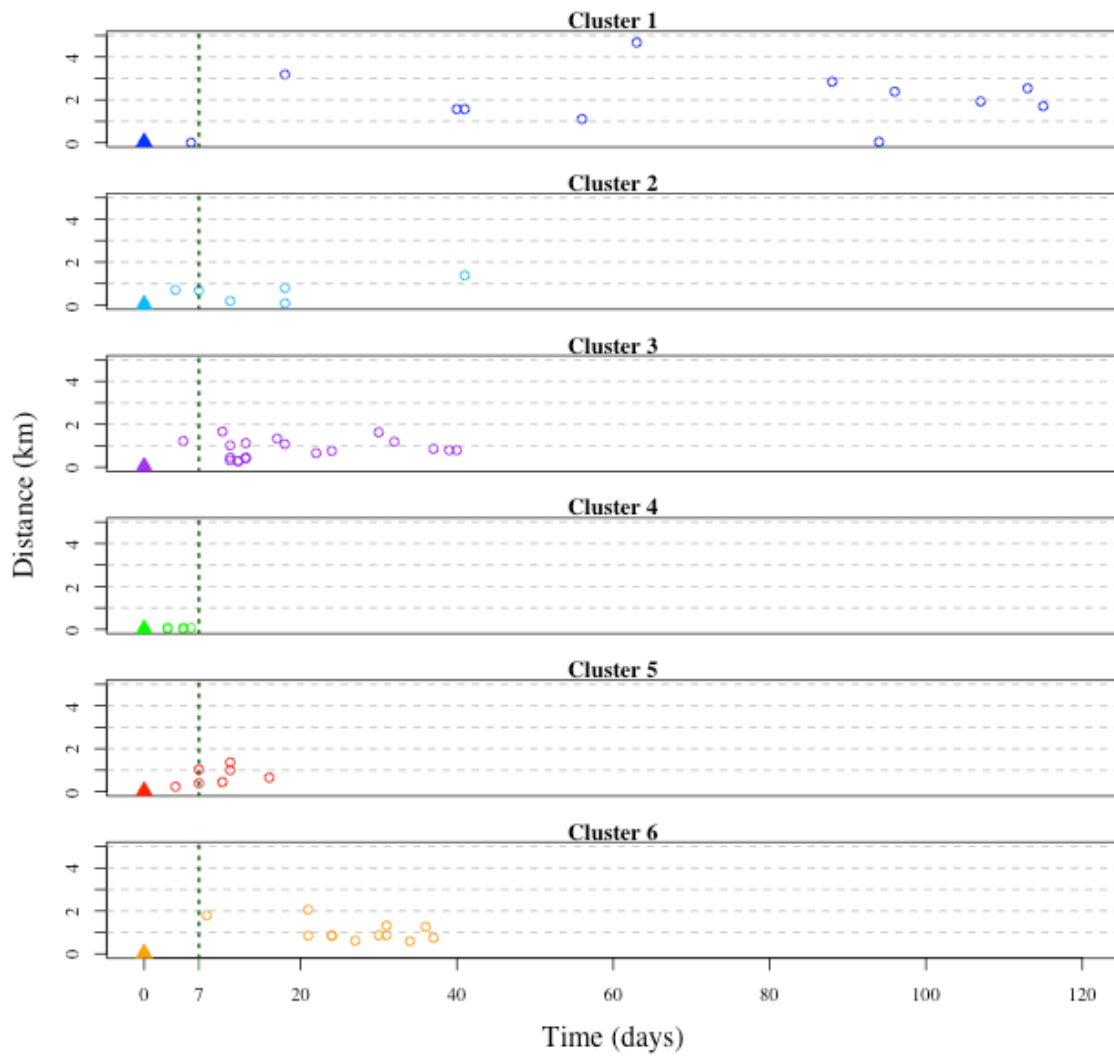 Cluster 1
0 2 4
Cluster 2
0 2 4
Cluster 3
0 2 4
Cluster 4
0 2 4
Cluster 5
0 2 4
Cluster 6
0 2 4
Distance (km)
0 7 20 40 60 80 100 120
Time (days)